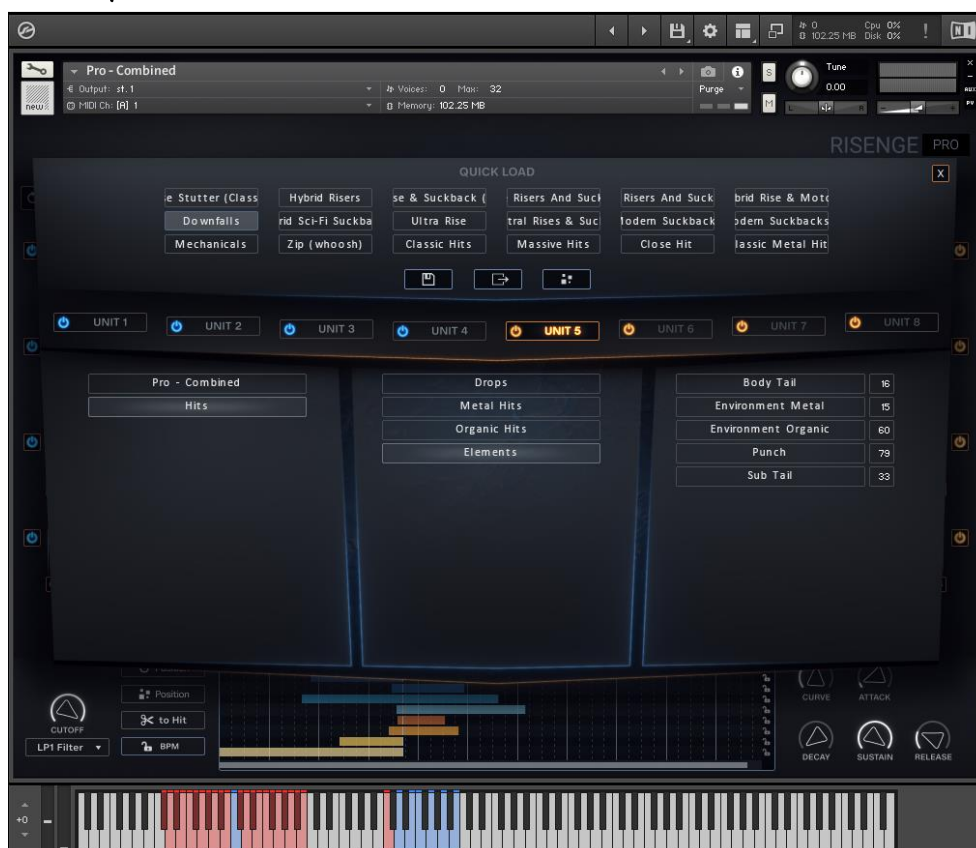 0 Cpu 0%
102.25 MB Disk 0%
Pro - Combined
Output: st.1 Voices: 0 Max: 32 Purge
MIDI Ch: [A] 1 Memory: 102.25 MB
new
S
M
Tune
0.00
L R
AUX
PV
RISENGE PRO
QUICK LOAD X
se Stutter (Class Hybrid Risers se & Suckback ( Risers And Suck Risers And Suck brid Rise & Moto
Downfalls rid Sci-Fi Suckba Ultra Rise tral Rises & Suc Modern Suckback odern Suckbacks
Mechanicals Zip (whoosh) Classic Hits Massive Hits Close Hit lassic Metal Hit
UNIT 1 UNIT 2 UNIT 3 UNIT 4 UNIT 5 UNIT 6 UNIT 7 UNIT 8
Pro - Combined Drops Body Tail 16
Hits Metal Hits Environment Metal 15
Organic Hits Environment Organic 60
Elements Punch 79
Sub Tail 33
Position
CURVE ATTACK
to Hit
CUTOFF
LP1 Filter BPM
DECAY SUSTAIN RELEASE
+0